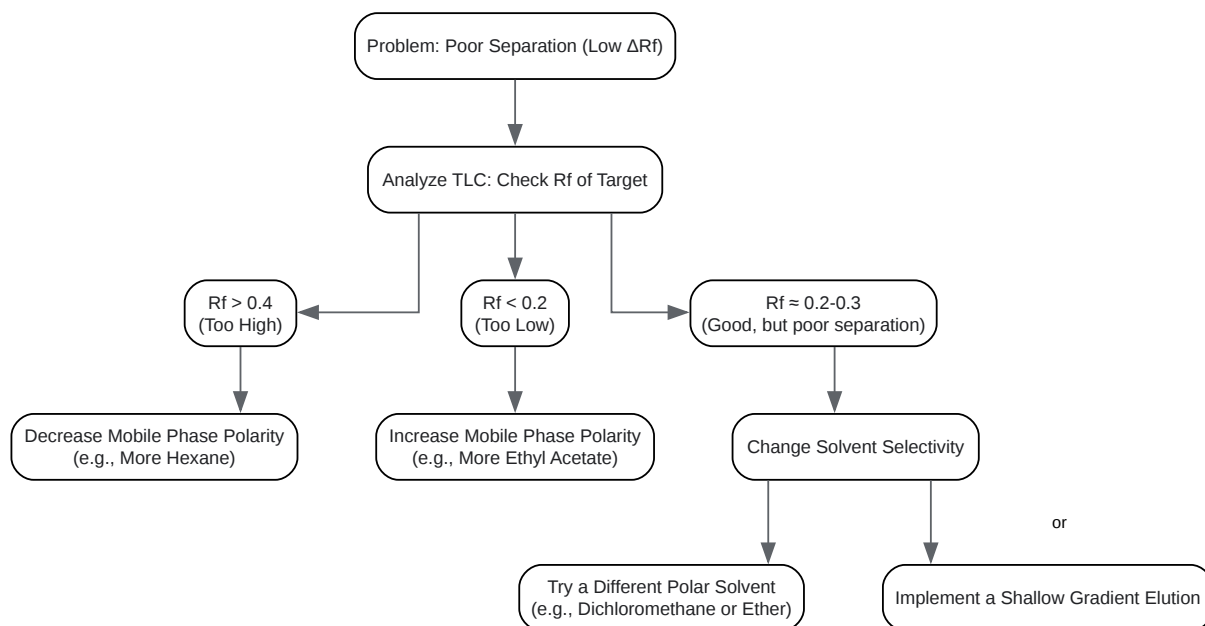 Problem: Poor Separation (Low ΔRf)
Analyze TLC: Check Rf of Target
Rf > 0.4
(Too High)
Rf < 0.2
(Too Low)
Rf ≈ 0.2-0.3
(Good, but poor separation)
Decrease Mobile Phase Polarity
(e.g., More Hexane)
Increase Mobile Phase Polarity
(e.g., More Ethyl Acetate)
Change Solvent Selectivity
or
Try a Different Polar Solvent
(e.g., Dichloromethane or Ether)
Implement a Shallow Gradient Elution